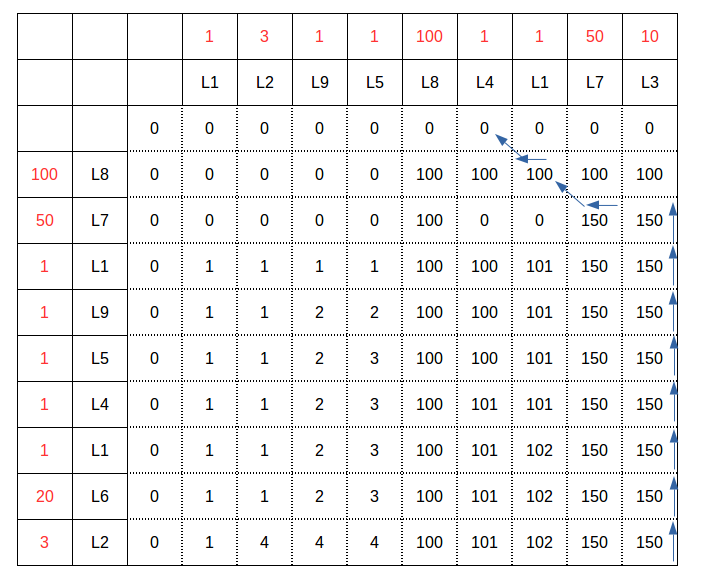 1 3 1 1 100 1 1 50 10
L1 L2 L9 L5 L8 L4 L1 L7 L3
0 0 0 0 0 0 0 0 0 0
100 L8 0 0 0 0 0 100 100 100 100 100
50 L7 0 0 0 0 0 100 0 0 150 150
1 L1 0 1 1 1 1 100 100 101 150 150
1 L9 0 1 1 2 2 100 100 101 150 150
1 L5 0 1 1 2 3 100 100 101 150 150
1 L4 0 1 1 2 3 100 101 101 150 150
1 L1 0 1 1 2 3 100 101 102 150 150
20 L6 0 1 1 2 3 100 101 102 150 150
3 L2 0 1 4 4 4 100 101 102 150 150